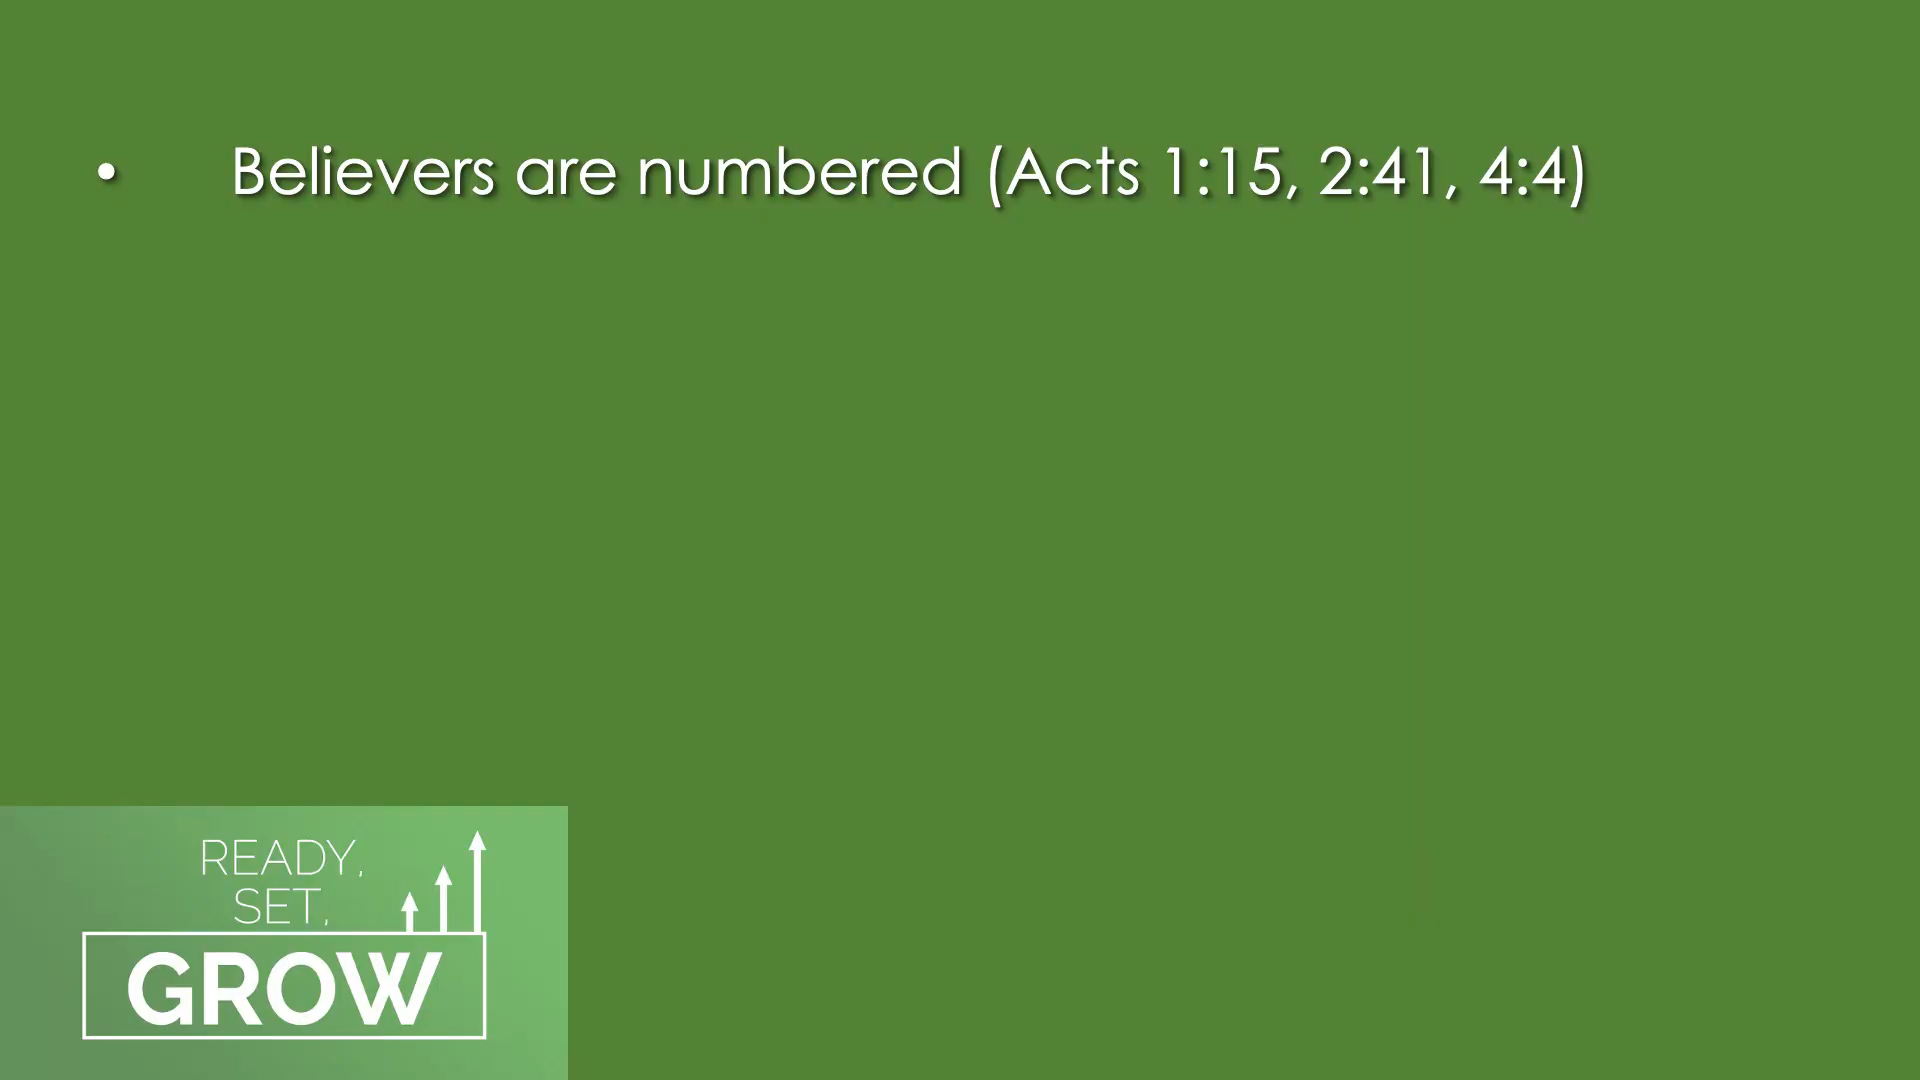 • Believers are numbered (Acts 1:15, 2:41, 4:4)
READY,
SET,
GROW